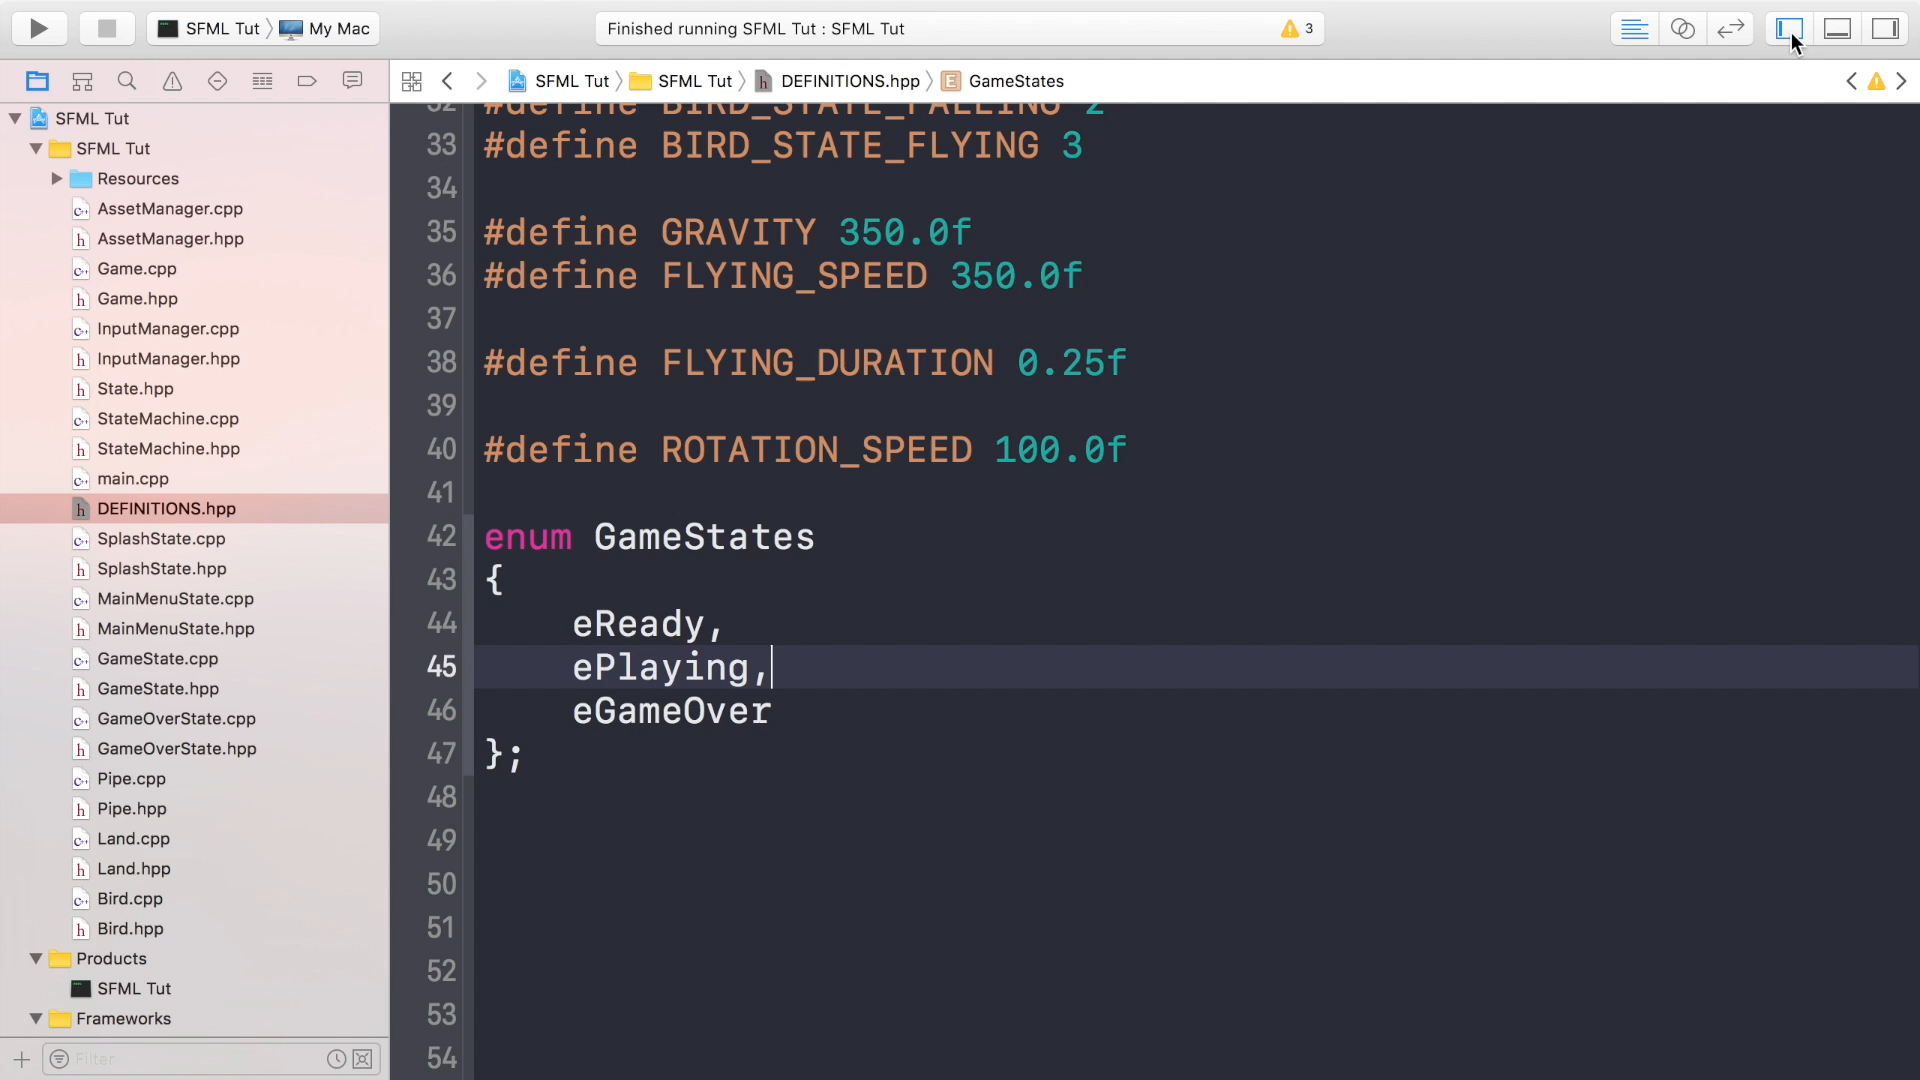 SFML Tut My Mac Finished running SFML Tut : SFML Tut 3
SFML Tut SFML Tut DEFINITIONS.hpp GameStates
SFML Tut
SFML Tut
Resources
AssetManager.cpp
AssetManager.hpp
Game.cpp
Game.hpp
InputManager.cpp
InputManager.hpp
State.hpp
StateMachine.cpp
StateMachine.hpp
main.cpp
DEFINITIONS.hpp
SplashState.cpp
SplashState.hpp
MainMenuState.cpp
MainMenuState.hpp
GameState.cpp
GameState.hpp
GameOverState.cpp
GameOverState.hpp
Pipe.cpp
Pipe.hpp
Land.cpp
Land.hpp
Bird.cpp
Bird.hpp
Products
SFML Tut
Frameworks
Filter
32 #define BIRD_STATE_FALLING 2
33 #define BIRD_STATE_FLYING 3
34
35 #define GRAVITY 350.0f
36 #define FLYING_SPEED 350.0f
37
38 #define FLYING_DURATION 0.25f
39
40 #define ROTATION_SPEED 100.0f
41
42 enum GameStates
43 {
44 eReady,
45 ePlaying,
46 eGameOver
47 };
48
49
50
51
52
53
54